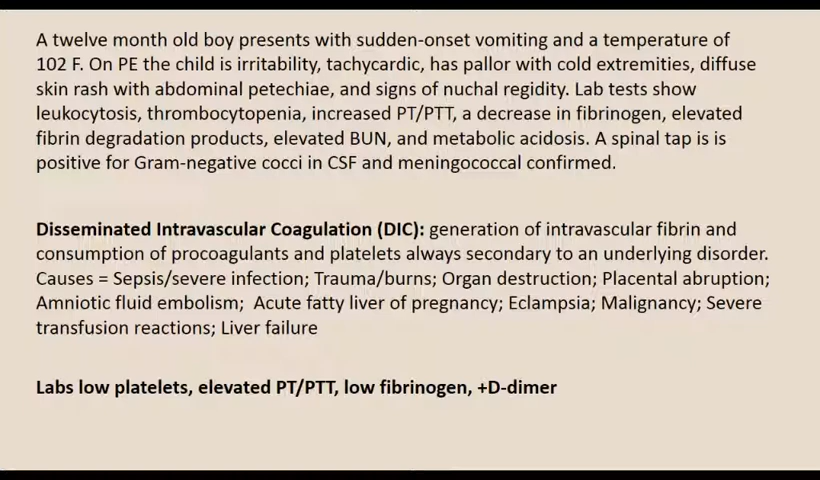 A twelve month old boy presents with sudden-onset vomiting and a temperature of
102 F. On PE the child is irritability, tachycardic, has pallor with cold extremities, diffuse
skin rash with abdominal petechiae, and signs of nuchal regidity. Lab tests show
leukocytosis, thrombocytopenia, increased PT/PTT, a decrease in fibrinogen, elevated
fibrin degradation products, elevated BUN, and metabolic acidosis. A spinal tap is is
positive for Gram-negative cocci in CSF and meningococcal confirmed.
Disseminated Intravascular Coagulation (DIC): generation of intravascular fibrin and
consumption of procoagulants and platelets always secondary to an underlying disorder.
Causes = Sepsis/severe infection; Trauma/burns; Organ destruction; Placental abruption;
Amniotic fluid embolism; Acute fatty liver of pregnancy; Eclampsia; Malignancy; Severe
transfusion reactions; Liver failure
Labs low platelets, elevated PT/PTT, low fibrinogen, +D-dimer